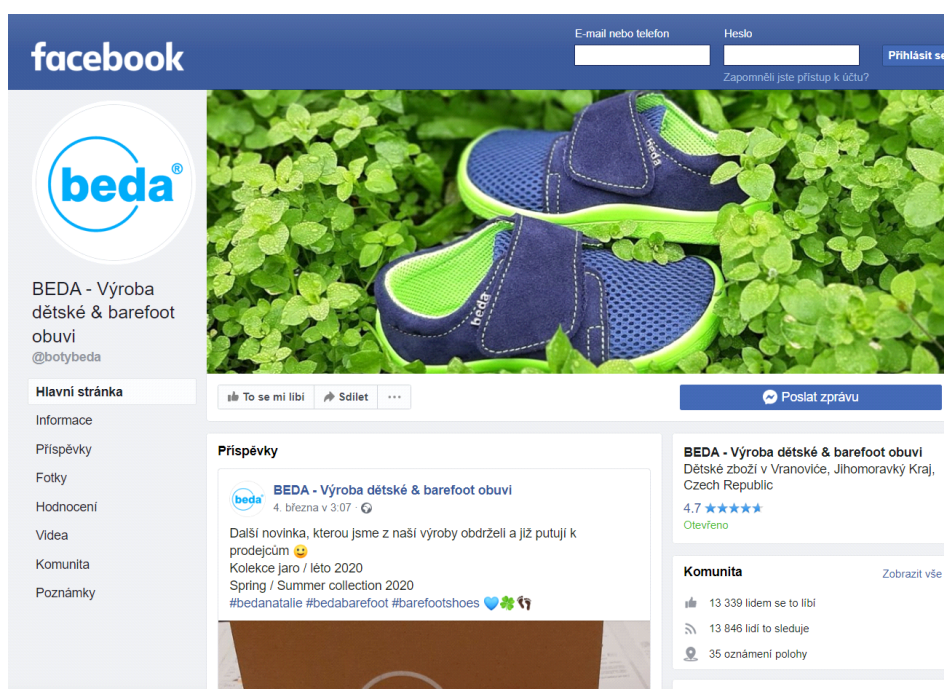 facebook
E-mail nebo telefon
Heslo
Přihlásit se
Zapomněli jste přístup k účtu?
beda®
BEDA - Výroba
dětské & barefoot
obuvi
@botybeda
Hlavní stránka
Informace
Příspěvky
Fotky
Hodnocení
Videa
Komunita
Poznámky
beda
beda
To se mi líbí
Sdílet
...
Poslat zprávu
Příspěvky
beda
BEDA - Výroba dětské & barefoot obuvi
4. března v 3:07 ·
Další novinka, kterou jsme z naší výroby obdrželi a již putují k
prodejcům 🙂
Kolekce jaro / léto 2020
Spring / Summer collection 2020
#bedanatalie #bedabarefoot #barefootshoes 💙🍀👣
BEDA - Výroba dětské & barefoot obuvi
Dětské zboží v Vranoviće, Jihomoravký Kraj,
Czech Republic
4.7 ★★★★★
Otevřeno
Komunita
Zobrazit vše
13 339 lidem se to líbí
13 846 lidí to sleduje
35 oznámení polohy